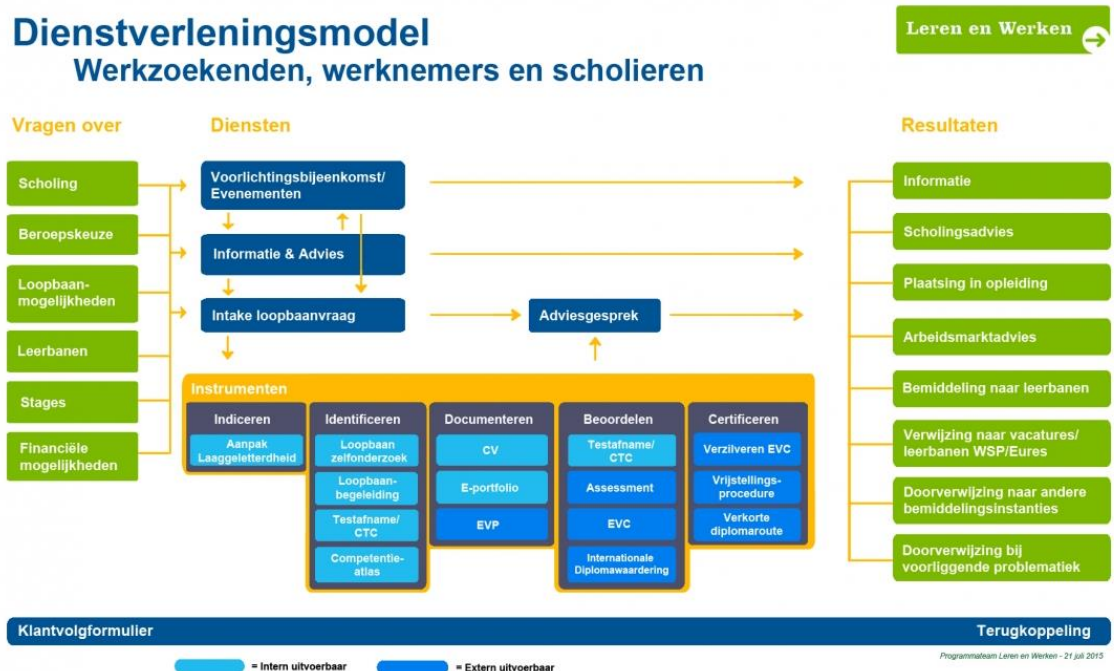 Dienstverleningsmodel
Werkzoekenden, werknemers en scholieren
Leren en Werken
Vragen over
Scholing
Beroepskeuze
Loopbaan-
mogelijkheden
Leerbanen
Stages
Financiële
mogelijkheden
Diensten
Voorlichtingsbijeenkomst/
Evenementen
Informatie & Advies
Intake loopbaanvraag
Adviesgesprek
Instrumenten
Indiceren
Aanpak
Laaggeletterdheid
Identificeren
Loopbaan
zelfonderzoek
Loopbaan-
begeleiding
Testafname/
CTC
Competentie-
atlas
Documenteren
CV
E-portfolio
EVP
Beoordelen
Testafname/
CTC
Assessment
EVC
Internationale
Diplomawaardering
Certificeren
Verzilveren EVC
Vrijstellings-
procedure
Verkorte
diplomaroute
Resultaten
Informatie
Scholingsadvies
Plaatsing in opleiding
Arbeidsmarktadvies
Bemiddeling naar leerbanen
Verwijzing naar vacatures/
leerbanen WSP/Eures
Doorverwijzing naar andere
bemiddelingsinstanties
Doorverwijzing bij
voorliggende problematiek
Klantvolgformulier
Terugkoppeling
= Intern uitvoerbaar
= Extern uitvoerbaar
Programmateam Leren en Werken - 21 juli 2015